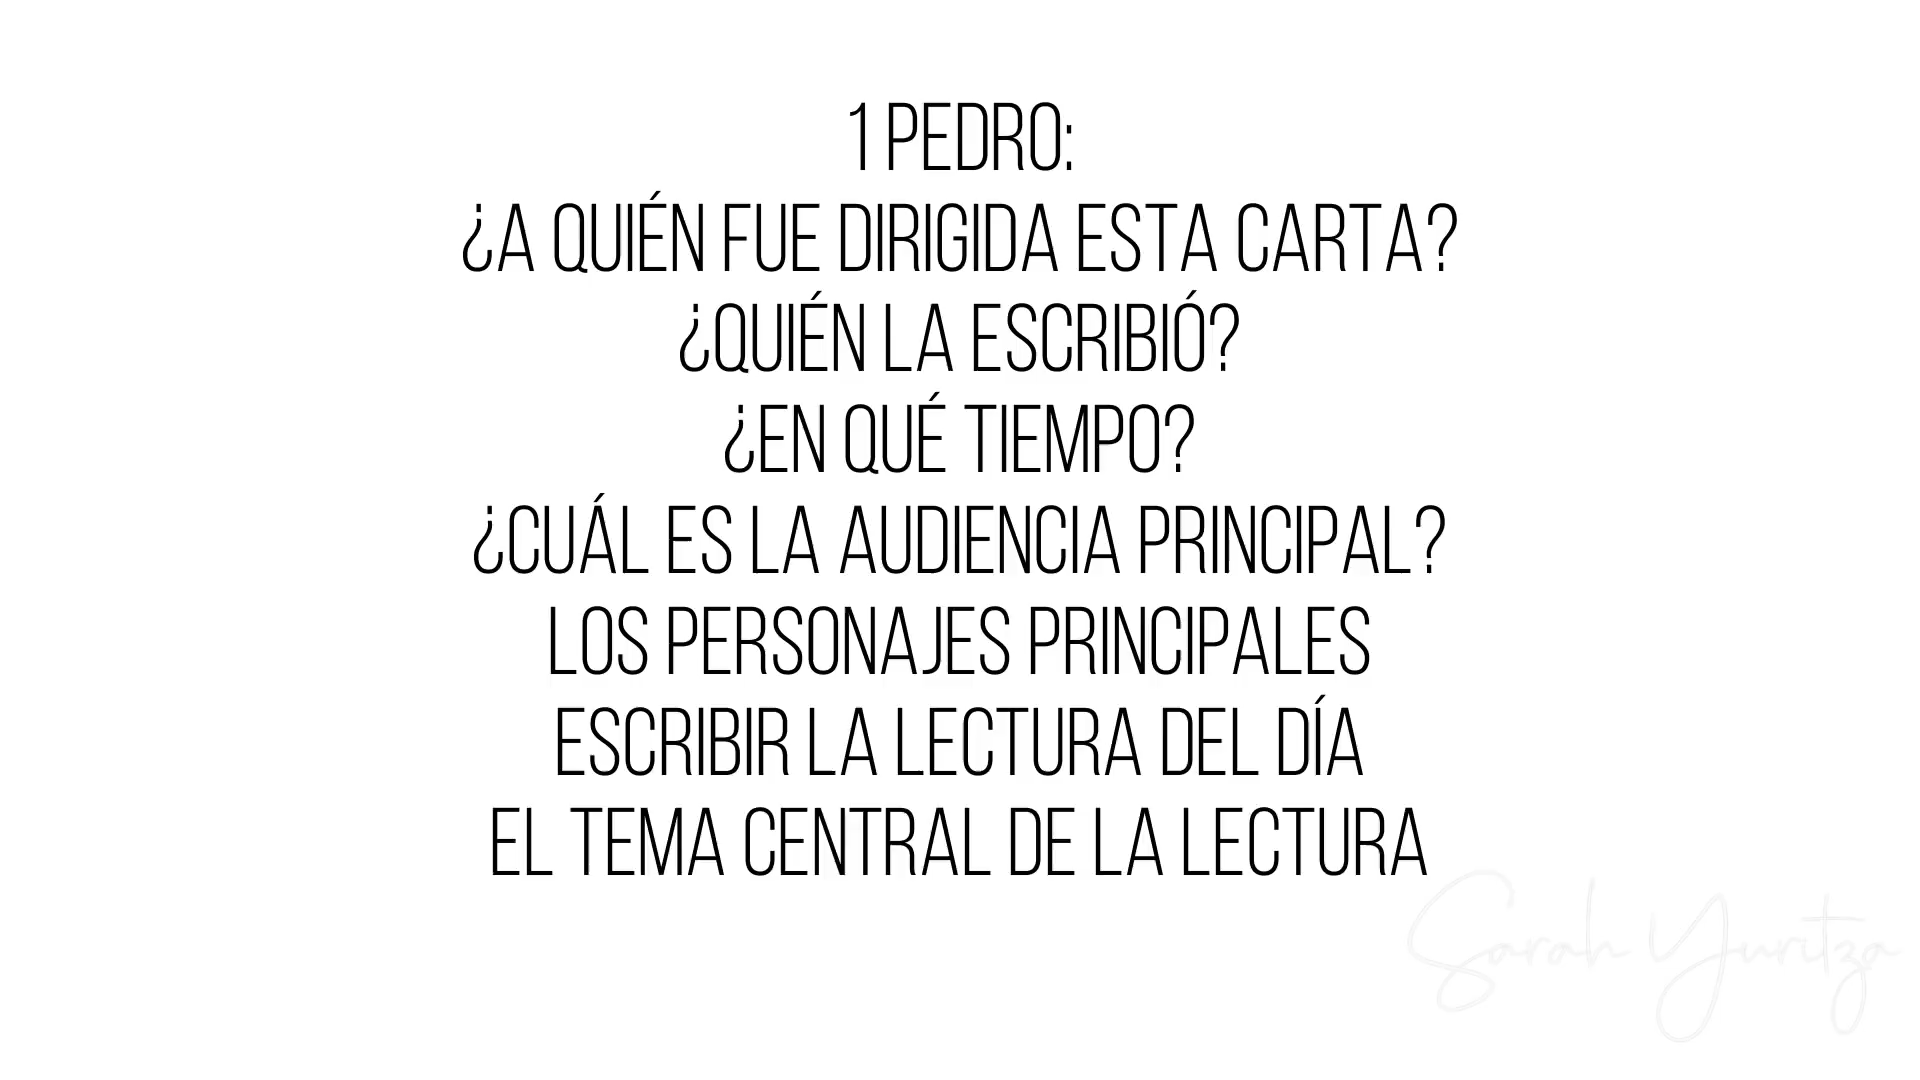 1 PEDRO:
¿A QUIÉN FUE DIRIGIDA ESTA CARTA?
¿QUIÉN LA ESCRIBIÓ?
¿EN QUÉ TIEMPO?
¿CUÁL ES LA AUDIENCIA PRINCIPAL?
LOS PERSONAJES PRINCIPALES
ESCRIBIR LA LECTURA DEL DÍA
EL TEMA CENTRAL DE LA LECTURA
Sarah Yuritza